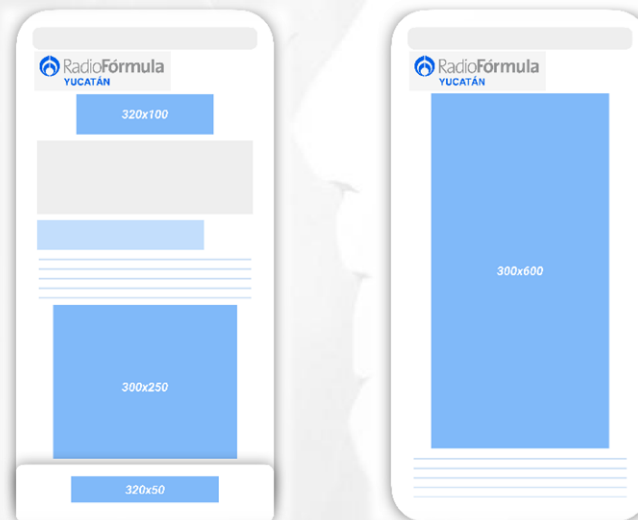 RadioFórmula
YUCATÁN
320x100
300x250
320x50
RadioFórmula
YUCATÁN
300x600